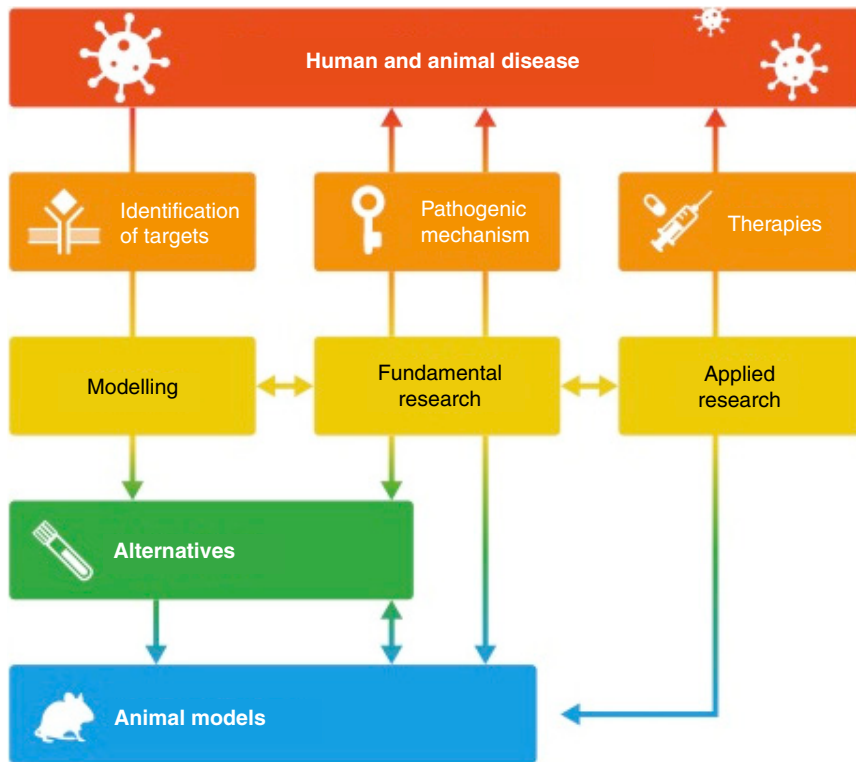 Human and animal disease
Identification
of targets
Pathogenic
mechanism
Therapies
Modelling
Fundamental
research
Applied
research
Alternatives
Animal models